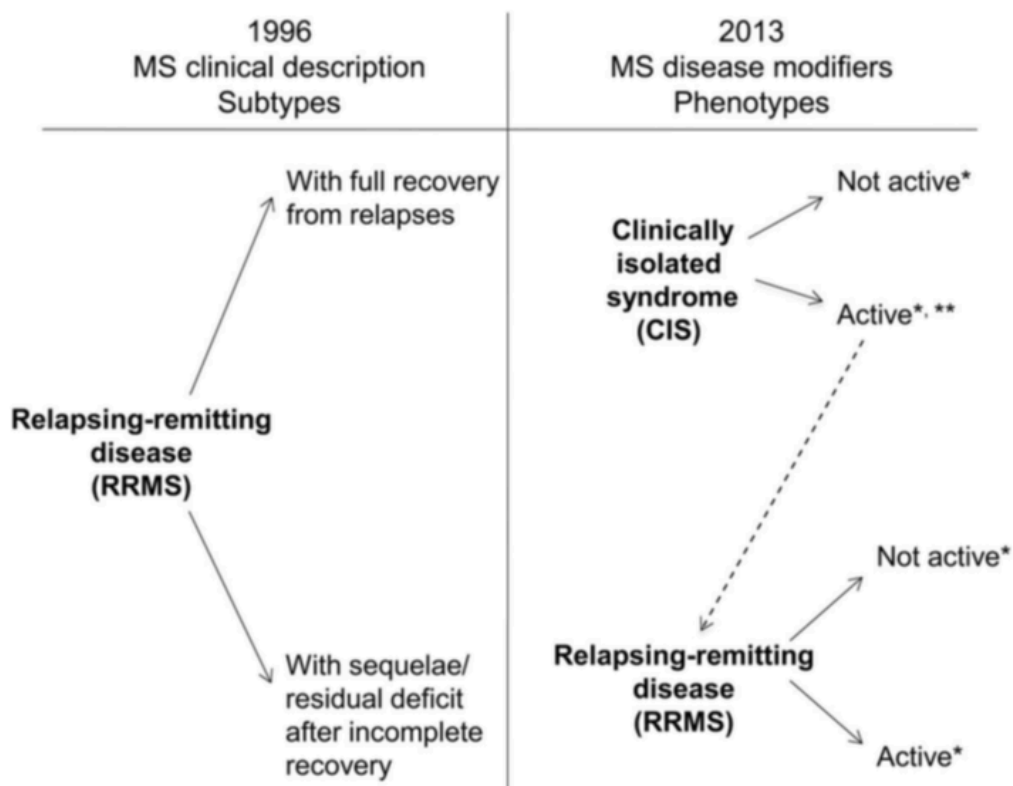 1996
MS clinical description
Subtypes
With full recovery
from relapses
Relapsing-remitting
disease
(RRMS)
With sequelae/
residual deficit
after incomplete
recovery
2013
MS disease modifiers
Phenotypes
Not active*
Clinically
isolated
syndrome
(CIS)
Active*, **
Not active*
Relapsing-remitting
disease
(RRMS)
Active*